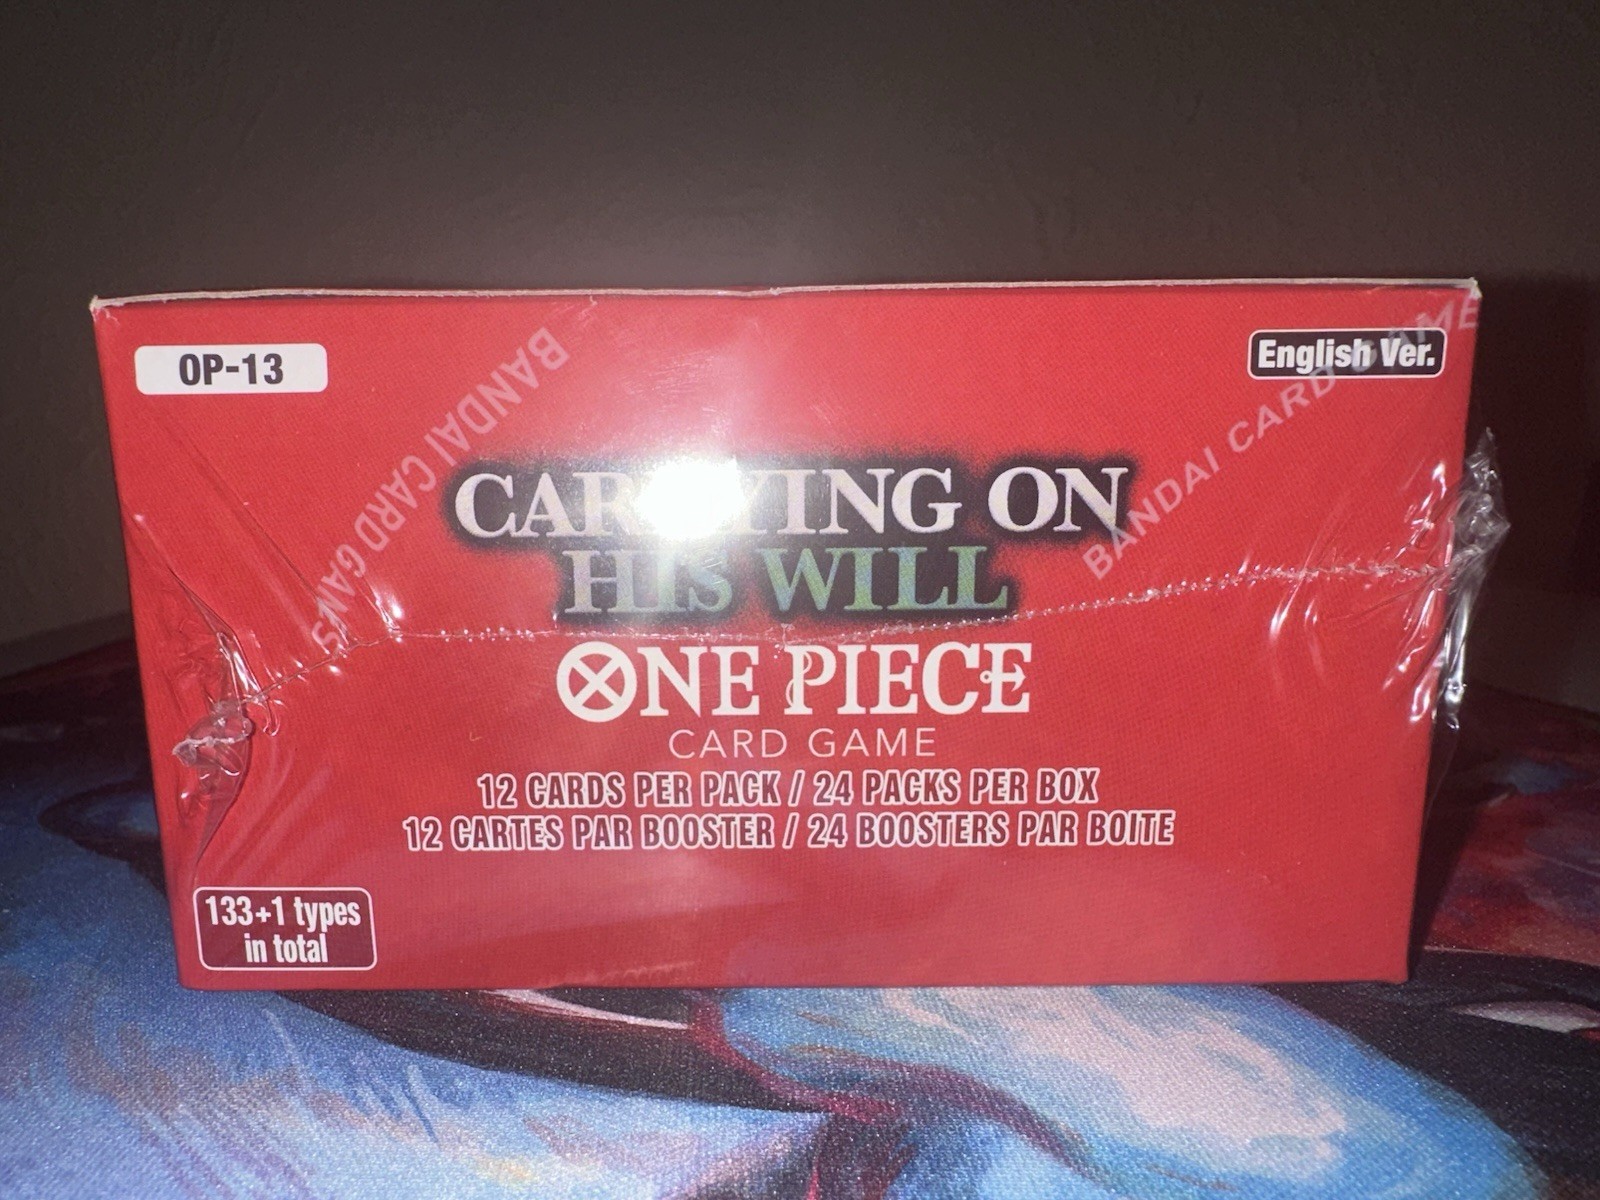 OP-13
English Ver.
BANDAI CARD GAMES
BANDAI CARD GAME
CARRYING ON
HIS WILL
ONE PIECE
CARD GAME
12 CARDS PER PACK / 24 PACKS PER BOX
12 CARTES PAR BOOSTER / 24 BOOSTERS PAR BOITE
133+1 types
in total